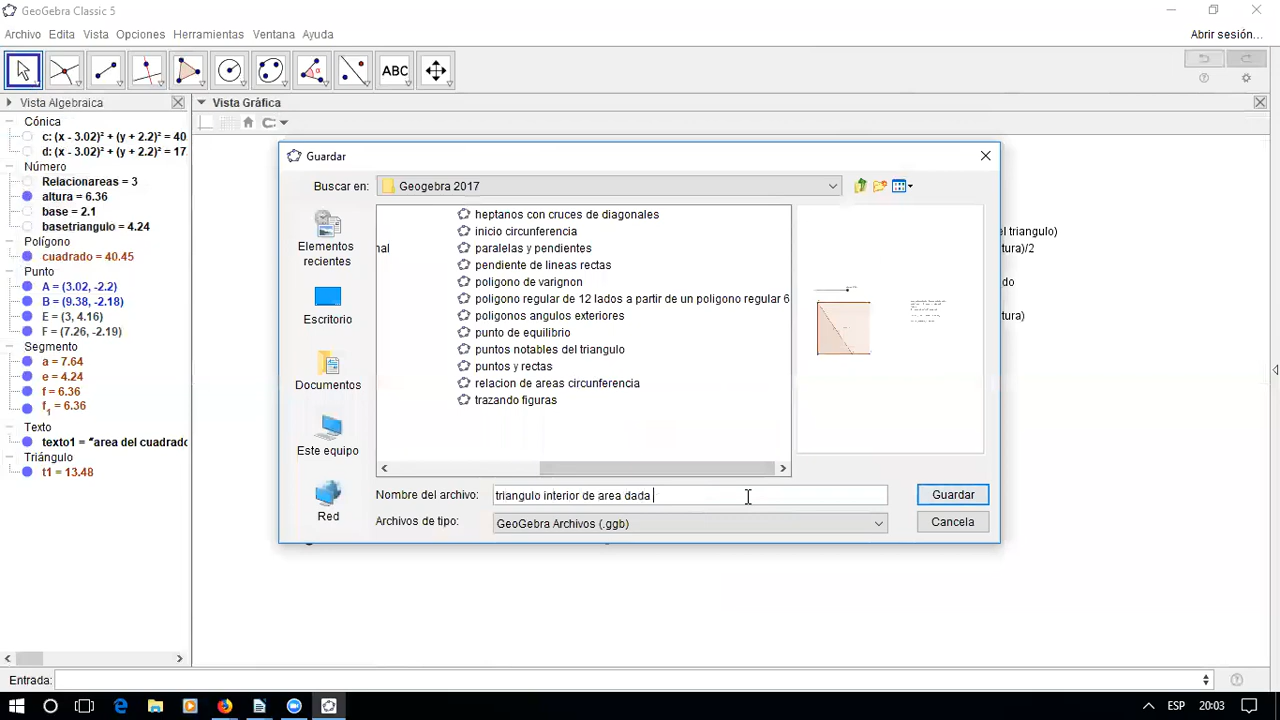 GeoGebra Classic 5
Archivo Edita Vista Opciones Herramientas Ventana Ayuda
Abrir sesión...
ABC
Vista Algebraica
Vista Gráfica
Cónica
c: (x - 3.02)² + (y + 2.2)² = 40
d: (x - 3.02)² + (y + 2.2)² = 17
Número
Relacionareas = 3
altura = 6.36
base = 2.1
basetriangulo = 4.24
Polígono
cuadrado = 40.45
Punto
A = (3.02, -2.2)
B = (9.38, -2.18)
E = (3, 4.16)
F = (7.26, -2.19)
Segmento
a = 7.64
e = 4.24
f = 6.36
f₁ = 6.36
Texto
texto1 = “area del cuadrado
Triángulo
t1 = 13.48
Guardar
Buscar en:
Geogebra 2017
Elementos recientes
Escritorio
Documentos
Este equipo
Red
nal
heptanos con cruces de diagonales
inicio circunferencia
paralelas y pendientes
pendiente de lineas rectas
poligono de varignon
poligono regular de 12 lados a partir de un poligono regular 6
poligonos angulos exteriores
punto de equilibrio
puntos notables del triangulo
puntos y rectas
relacion de areas circunferencia
trazando figuras
Nombre del archivo:
triangulo interior de area dada
Guardar
Archivos de tipo:
GeoGebra Archivos (.ggb)
Cancela
el triangulo)
tura)/2
do
tura)
Entrada:
ESP
20:03